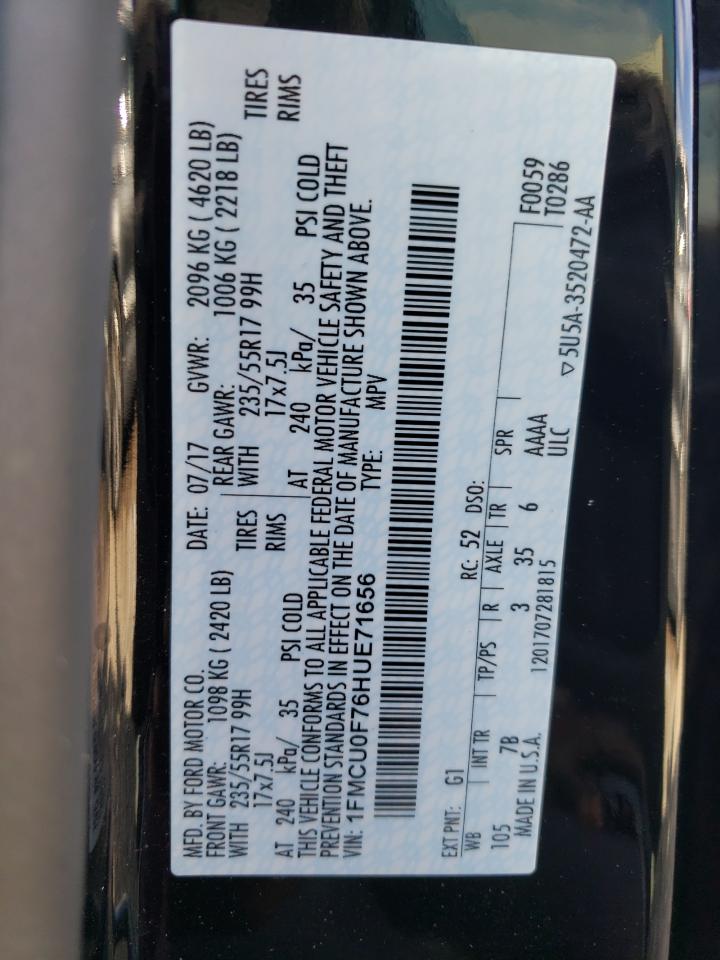 MFD. BY FORD MOTOR CO. DATE: 07/17 GVWR: 2096 KG ( 4620 LB)
FRONT GAWR: 1098 KG ( 2420 LB) REAR GAWR: 1006 KG ( 2218 LB)
WITH 235/55R17 99H TIRES WITH 235/55R17 99H TIRES
17x7.5J RIMS 17x7.5J RIMS
AT 240 kPa/ 35 PSI COLD AT 240 kPa/ 35 PSI COLD
THIS VEHICLE CONFORMS TO ALL APPLICABLE FEDERAL MOTOR VEHICLE SAFETY AND THEFT
PREVENTION STANDARDS IN EFFECT ON THE DATE OF MANUFACTURE SHOWN ABOVE.
VIN: 1FMCU0F76HUE71656 TYPE: MPV
EXT PNT: G1 RC: 52 DSO: F0059
WB INT TR TP/PS R AXLE TR SPR T0286
105 7B 3 35 6 AAAA
MADE IN U.S.A. 1201707281815 ULC
▽5U5A-3520472-AA